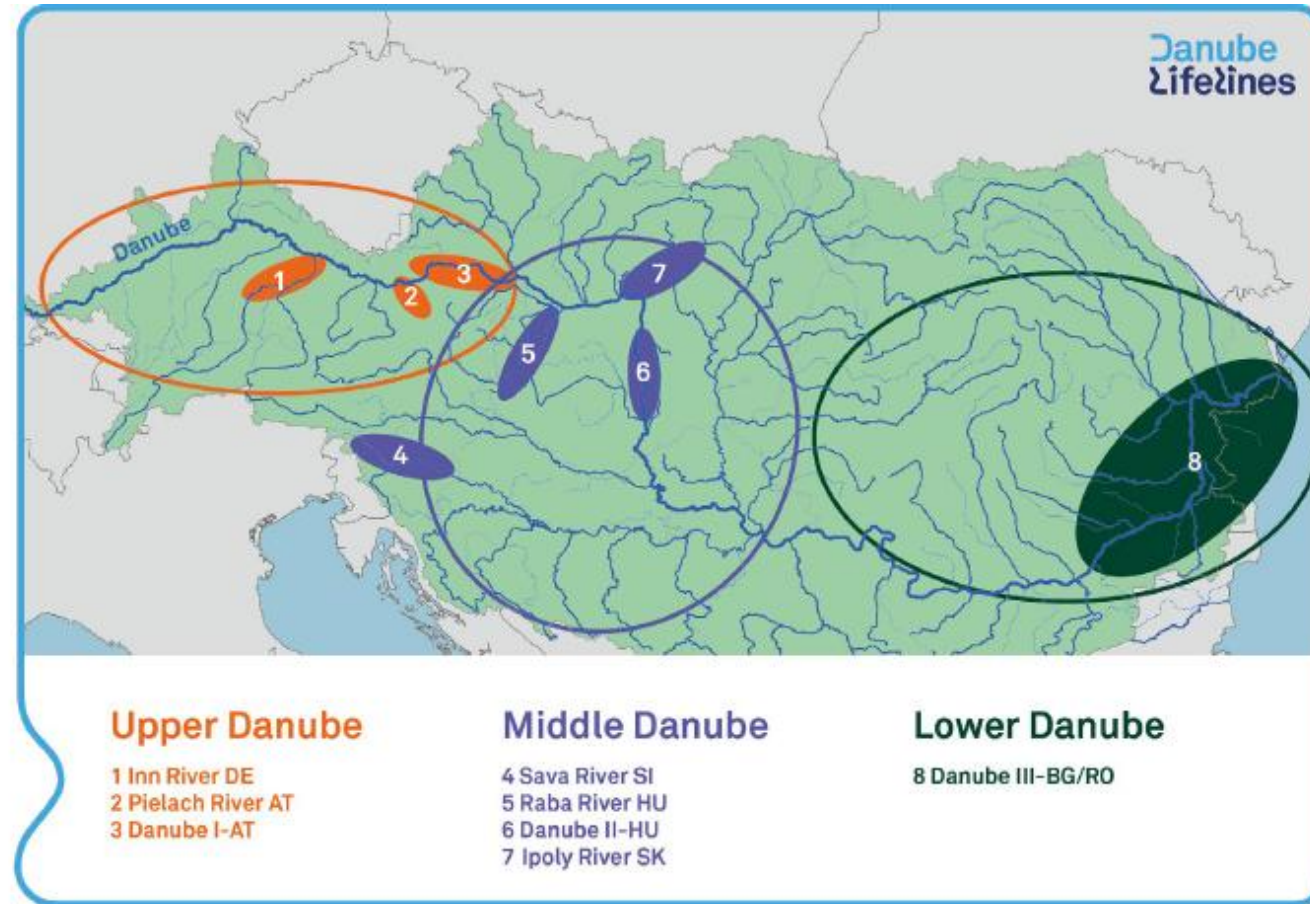 Danube
Lifelines
Danube
1
2
3
4
5
6
7
8
Upper Danube
1 Inn River DE
2 Pielach River AT
3 Danube I-AT
Middle Danube
4 Sava River SI
5 Raba River HU
6 Danube II-HU
7 Ipoly River SK
Lower Danube
8 Danube III-BG/RO